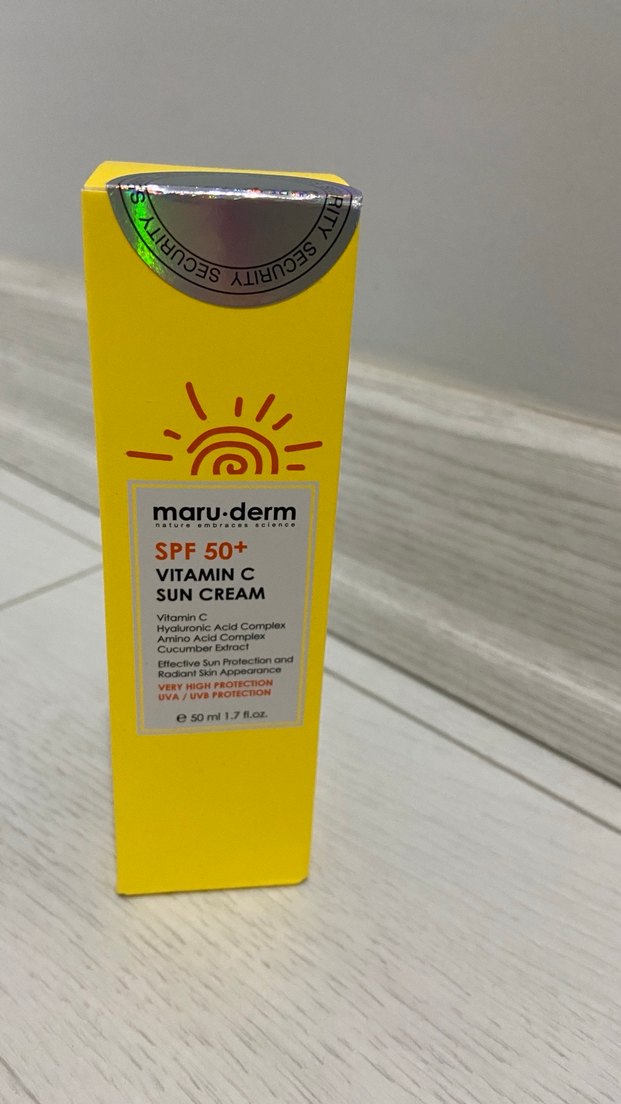 S SECURITY SECURITY RITY
maru·derm
nature embraces science
SPF 50+
VITAMIN C
SUN CREAM
Vitamin C
Hyaluronic Acid Complex
Amino Acid Complex
Cucumber Extract
Effective Sun Protection and
Radiant Skin Appearance
VERY HIGH PROTECTION
UVA / UVB PROTECTION
℮ 50 ml 1.7 fl.oz.